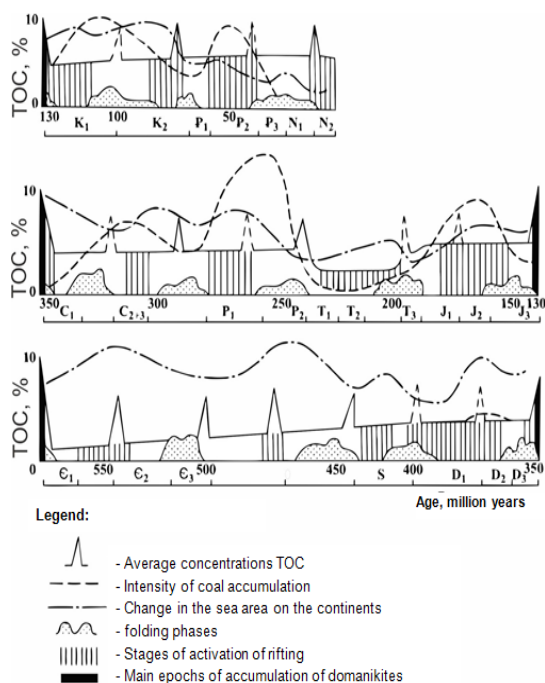 10
TOC, %
0
130 100 50
K₁ K₂ P₁ P₂ P₃ N₁ N₂
10
TOC, %
5
0
350 300 250 200 150 130
C₁ C₂₊₃ P₁ P₂ T₁ T₂ T₃ J₁ J₂ J₃
10
TOC, %
0 550 500 450 400 350
Є₁ Є₂ Є₃ S D₁ D₂ D₃
Age, million years
Legend:
- Average concentrations TOC
- Intensity of coal accumulation
- Change in the sea area on the continents
- folding phases
- Stages of activation of rifting
- Main epochs of accumulation of domanikites